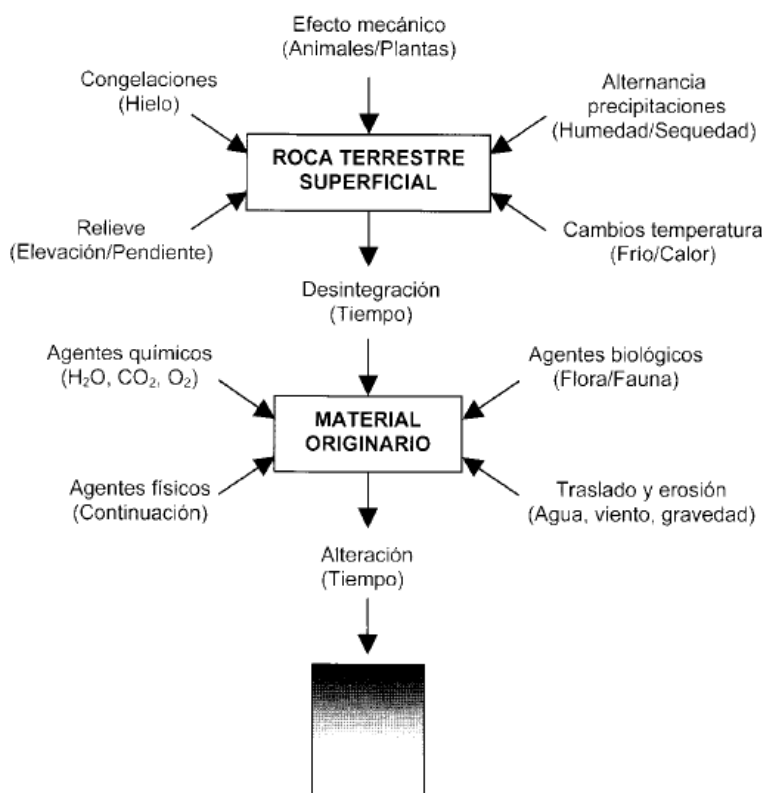 Efecto mecánico
(Animales/Plantas)
Congelaciones
(Hielo)
Alternancia
precipitaciones
(Humedad/Sequedad)
ROCA TERRESTRE
SUPERFICIAL
Relieve
(Elevación/Pendiente)
Cambios temperatura
(Frío/Calor)
Desintegración
(Tiempo)
Agentes químicos
(H₂O, CO₂, O₂)
Agentes biológicos
(Flora/Fauna)
MATERIAL
ORIGINARIO
Agentes físicos
(Continuación)
Traslado y erosión
(Agua, viento, gravedad)
Alteración
(Tiempo)